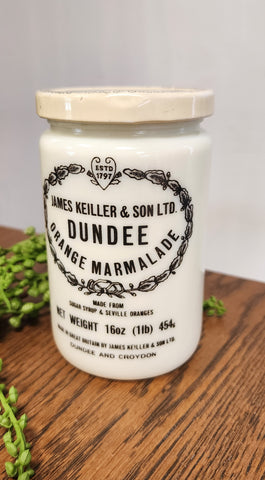 ESTD
1797
JAMES KEILLER & SON LTD.
DUNDEE
ORANGE MARMALADE
MADE FROM
SUGAR SYRUP & SEVILLE ORANGES
NET WEIGHT 16oz (1lb) 454g
MADE IN GREAT BRITAIN BY JAMES KEILLER & SON LTD.
DUNDEE AND CROYDON